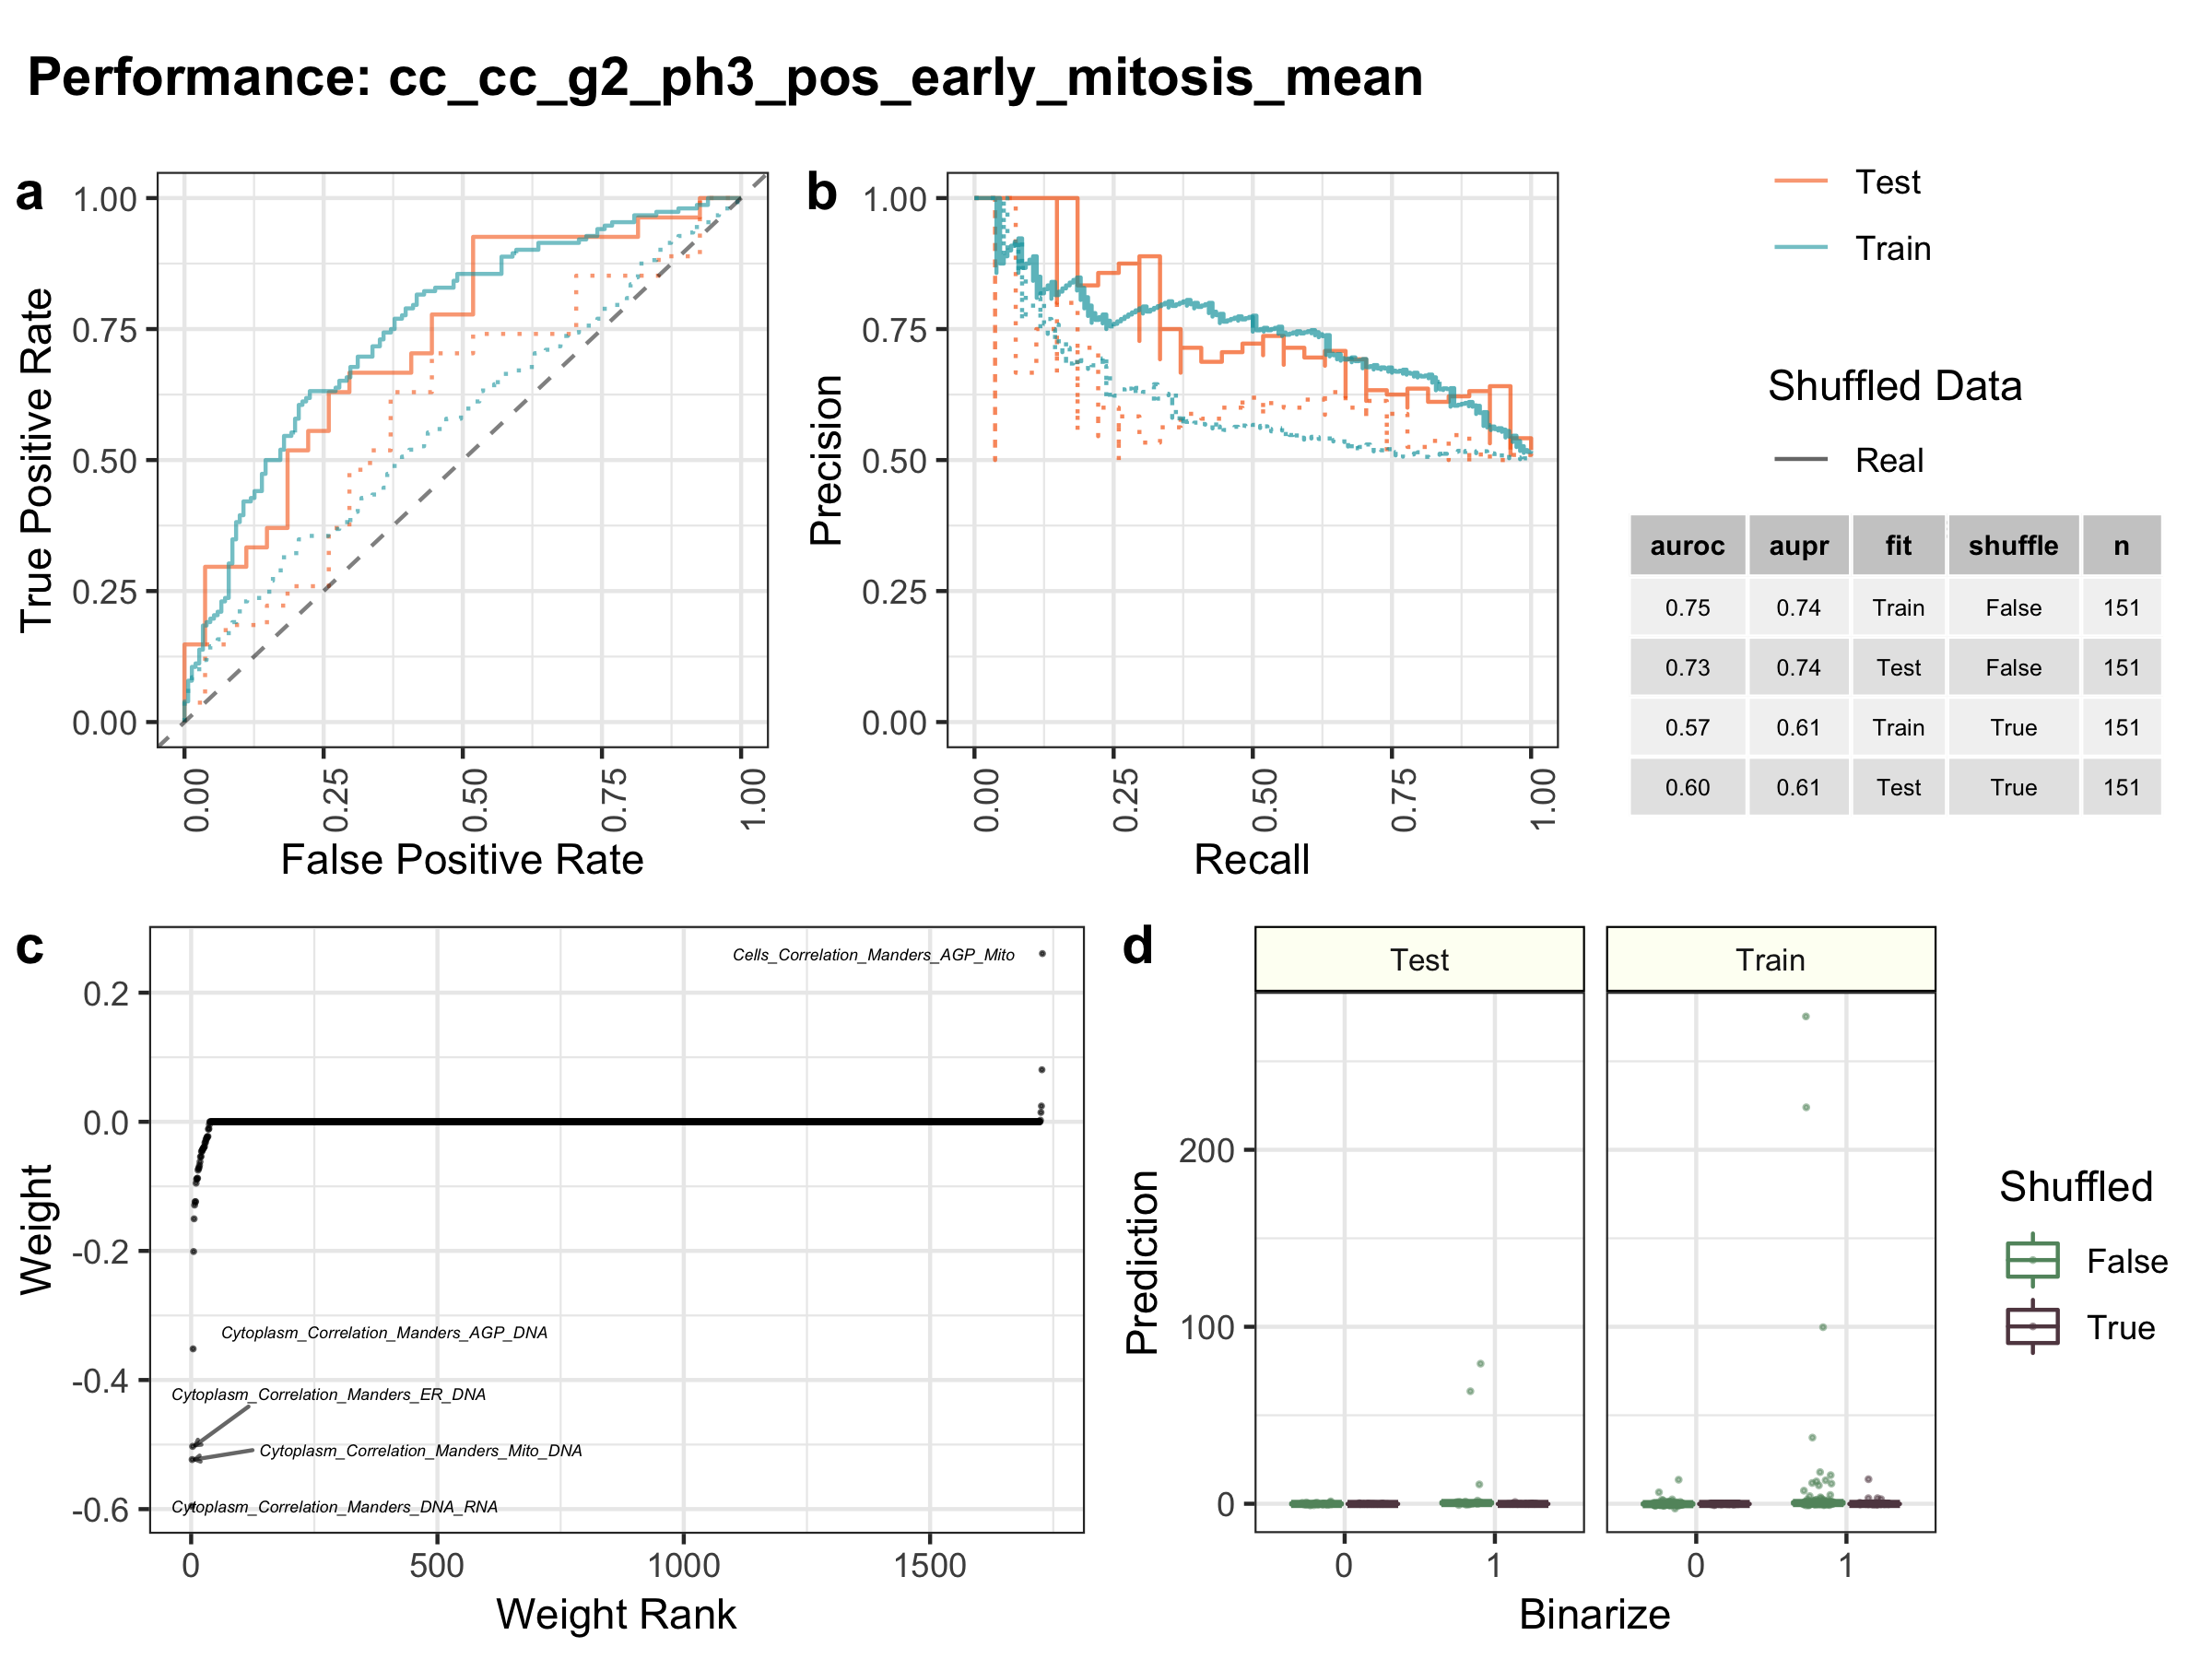 Performance: cc_cc_g2_ph3_pos_early_mitosis_mean
a
1.00
0.75
0.50
0.25
0.00
True Positive Rate
0.00
0.25
0.50
0.75
1.00
False Positive Rate
b
1.00
0.75
0.50
0.25
0.00
Precision
0.00
0.25
0.50
0.75
1.00
Recall
Test
Train
Shuffled Data
Real
auroc aupr fit shuffle n
0.75 0.74 Train False 151
0.73 0.74 Test False 151
0.57 0.61 Train True 151
0.60 0.61 Test True 151
c
0.2
0.0
-0.2
-0.4
-0.6
Weight
Cells_Correlation_Manders_AGP_Mito
Cytoplasm_Correlation_Manders_AGP_DNA
Cytoplasm_Correlation_Manders_ER_DNA
Cytoplasm_Correlation_Manders_Mito_DNA
Cytoplasm_Correlation_Manders_DNA_RNA
0 500 1000 1500
Weight Rank
d
Test Train
200
100
0
Prediction
0 1 0 1
Binarize
Shuffled
False
True